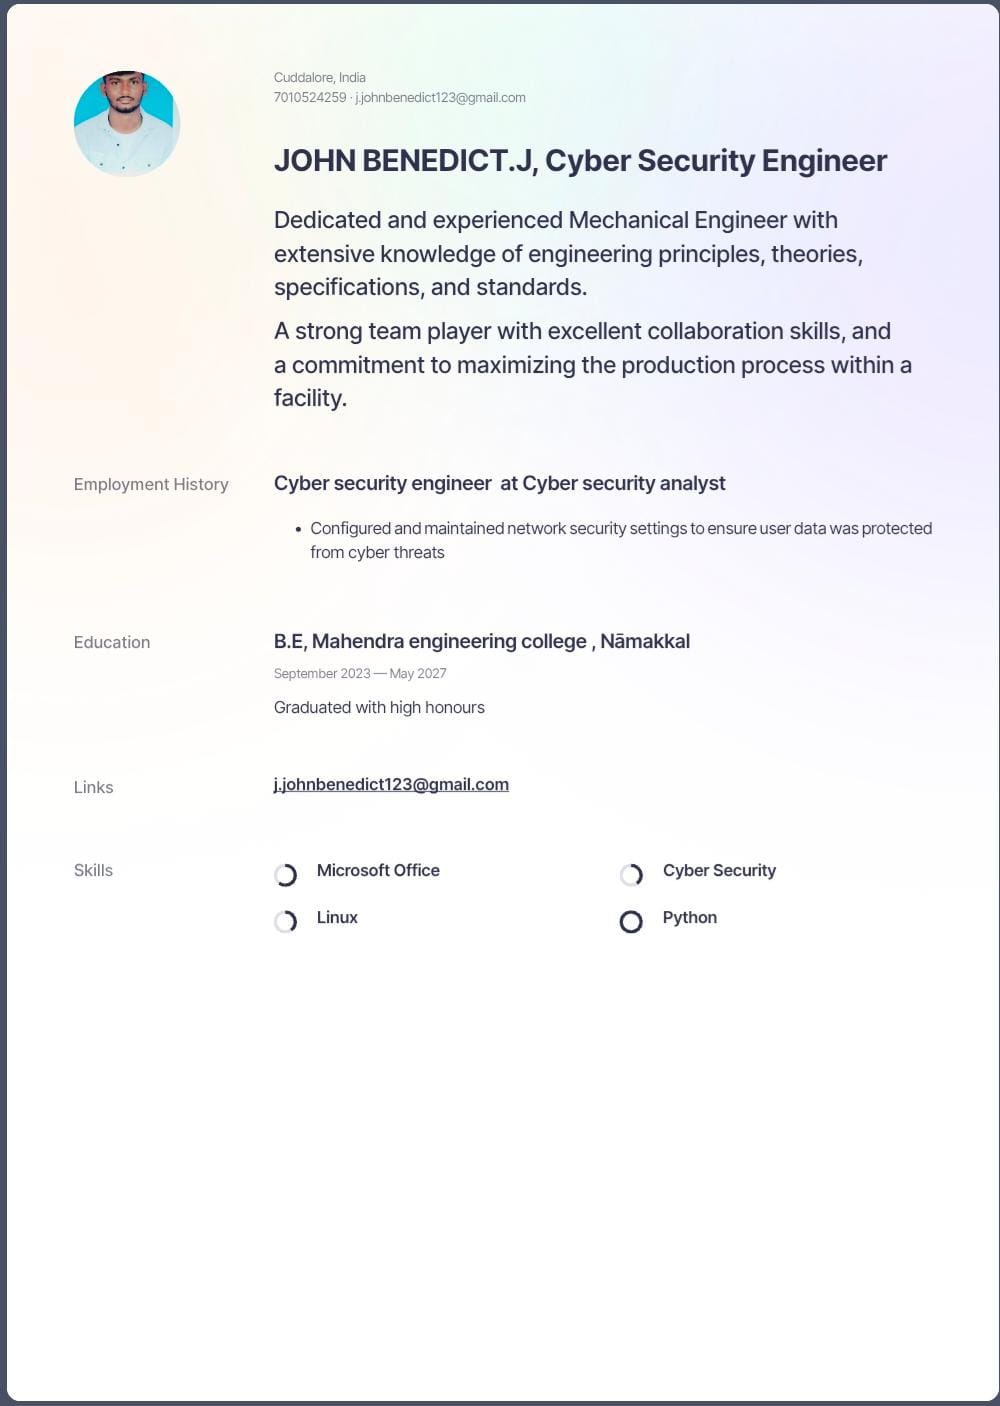 Cuddalore, India
7010524259 · j.johnbenedict123@gmail.com
JOHN BENEDICT.J, Cyber Security Engineer
Dedicated and experienced Mechanical Engineer with
extensive knowledge of engineering principles, theories,
specifications, and standards.
A strong team player with excellent collaboration skills, and
a commitment to maximizing the production process within a
facility.
Employment History
Cyber security engineer at Cyber security analyst
• Configured and maintained network security settings to ensure user data was protected
from cyber threats
Education
B.E, Mahendra engineering college , Nāmakkal
September 2023 — May 2027
Graduated with high honours
Links
j.johnbenedict123@gmail.com
Skills
Microsoft Office
Cyber Security
Linux
Python